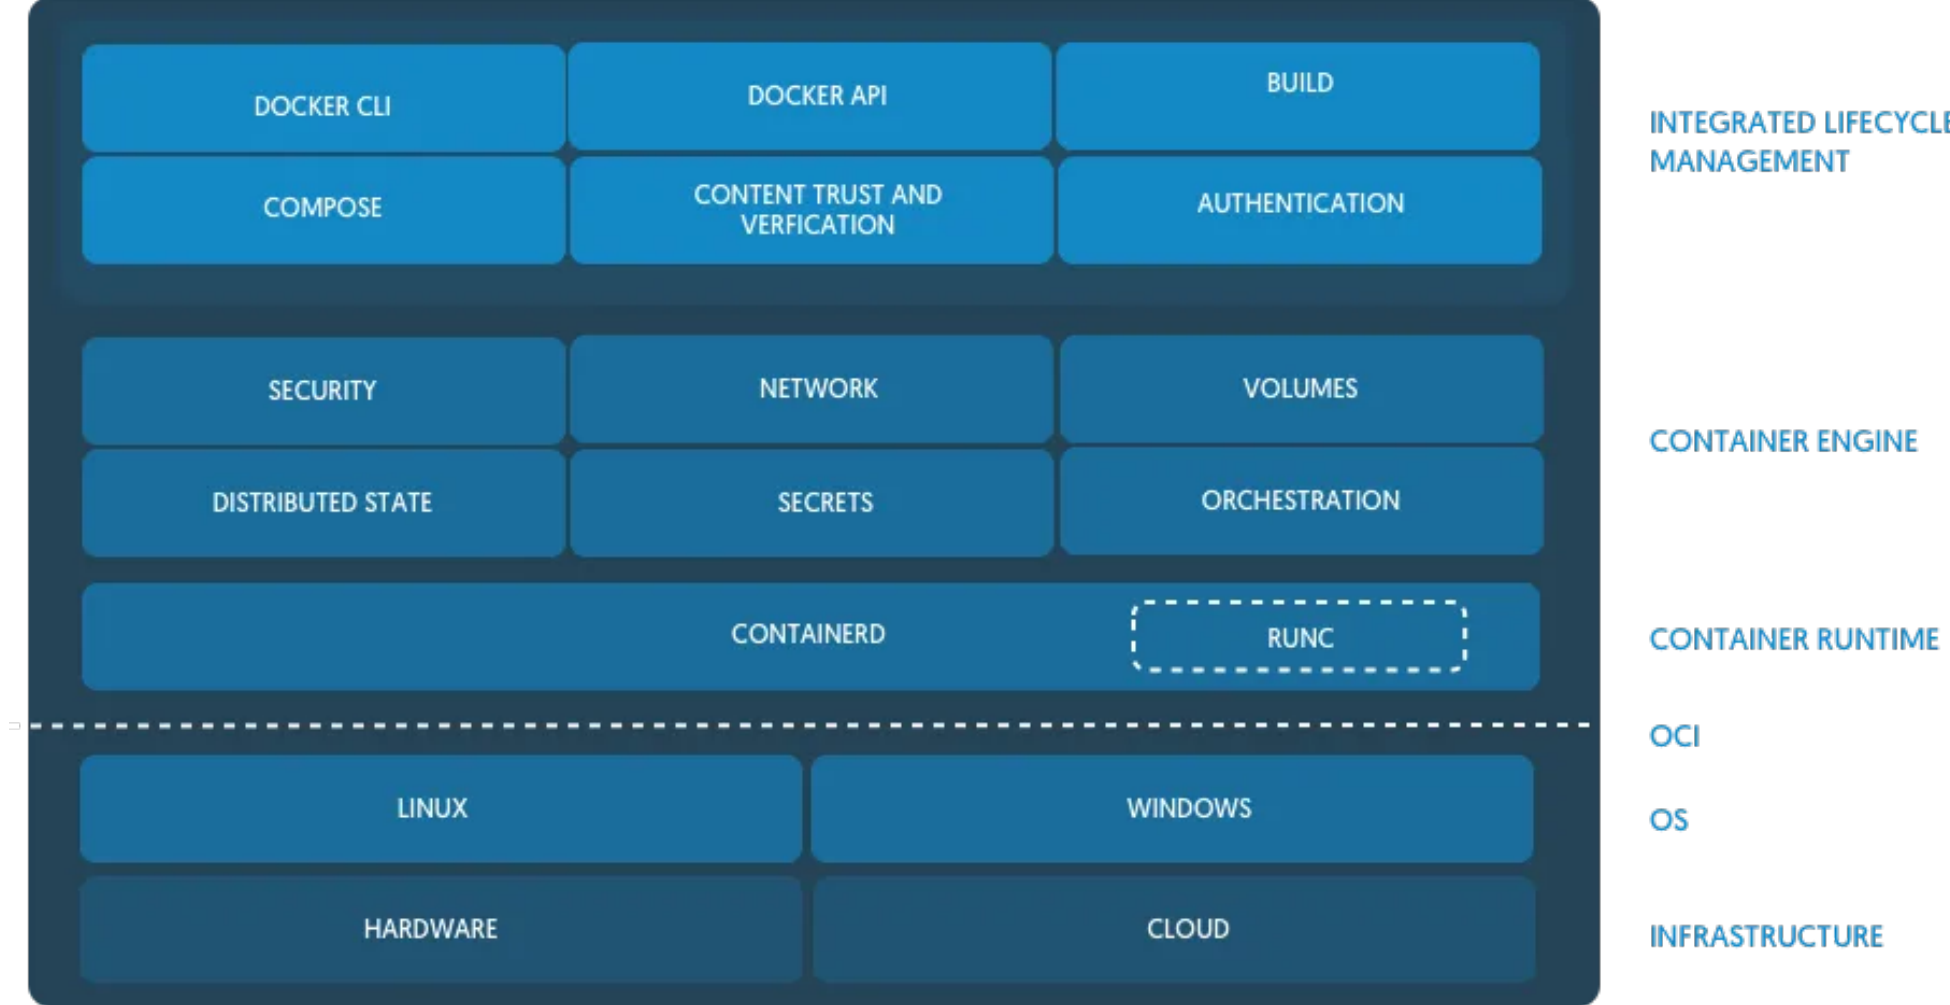 DOCKER CLI
DOCKER API
BUILD
INTEGRATED LIFECYCLE
MANAGEMENT
COMPOSE
CONTENT TRUST AND
VERFICATION
AUTHENTICATION
SECURITY
NETWORK
VOLUMES
CONTAINER ENGINE
DISTRIBUTED STATE
SECRETS
ORCHESTRATION
CONTAINERD
RUNC
CONTAINER RUNTIME
OCI
LINUX
WINDOWS
OS
HARDWARE
CLOUD
INFRASTRUCTURE